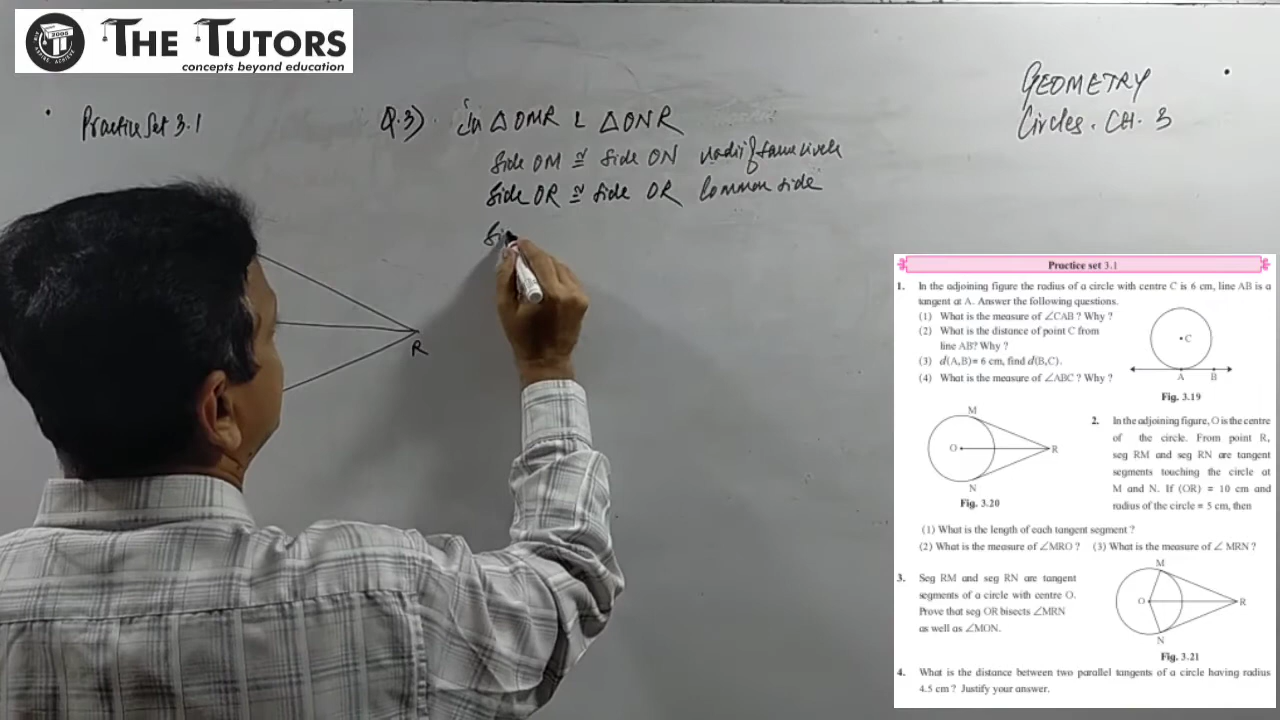 THE TUTORS
concepts beyond education
2008
GEOMETRY
Circles. CH. 3
Practice Set 3.1
Q.3) In △OMR & △ONR
Side OM ≅ Side ON radii of same circle
Side OR ≅ Side OR Common side
Si
R
Practice set 3.1
1. In the adjoining figure the radius of a circle with centre C is 6 cm, line AB is a
tangent at A. Answer the following questions.
(1) What is the measure of ∠CAB ? Why ?
(2) What is the distance of point C from
line AB? Why ?
(3) d(A,B)= 6 cm, find d(B,C).
(4) What is the measure of ∠ABC ? Why ?
C
A B
Fig. 3.19
M
O R
N
Fig. 3.20
2. In the adjoining figure, O is the centre
of the circle. From point R,
seg RM and seg RN are tangent
segments touching the circle at
M and N. If (OR) = 10 cm and
radius of the circle = 5 cm, then
(1) What is the length of each tangent segment ?
(2) What is the measure of ∠MRO ? (3) What is the measure of ∠ MRN ?
3. Seg RM and seg RN are tangent
segments of a circle with centre O.
Prove that seg OR bisects ∠MRN
as well as ∠MON.
M
O R
N
Fig. 3.21
4. What is the distance between two parallel tangents of a circle having radius
4.5 cm ? Justify your answer.